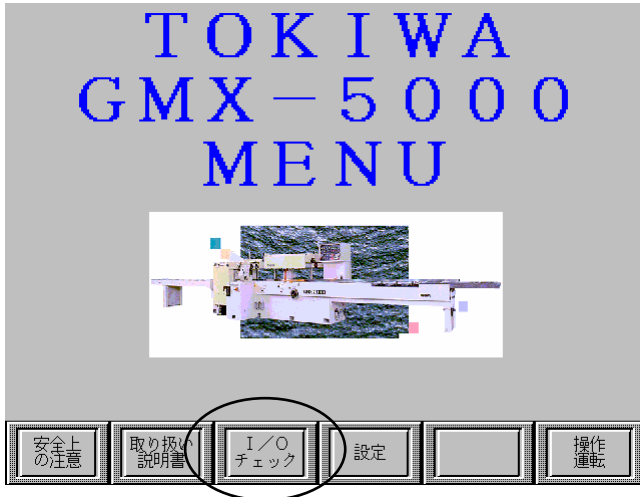 TOKIWA
GMX－5000
MENU
安全上
の注意
取り扱い
説明書
I／O
チェック
設定
操作
運転